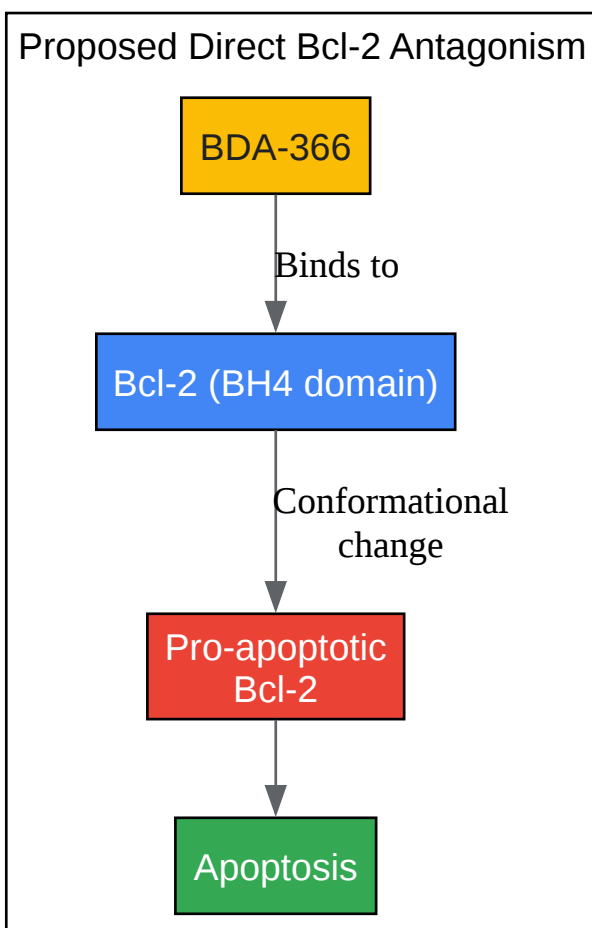 Proposed Direct Bcl-2 Antagonism
BDA-366
Binds to
Bcl-2 (BH4 domain)
Conformational
change
Pro-apoptotic
Bcl-2
Apoptosis